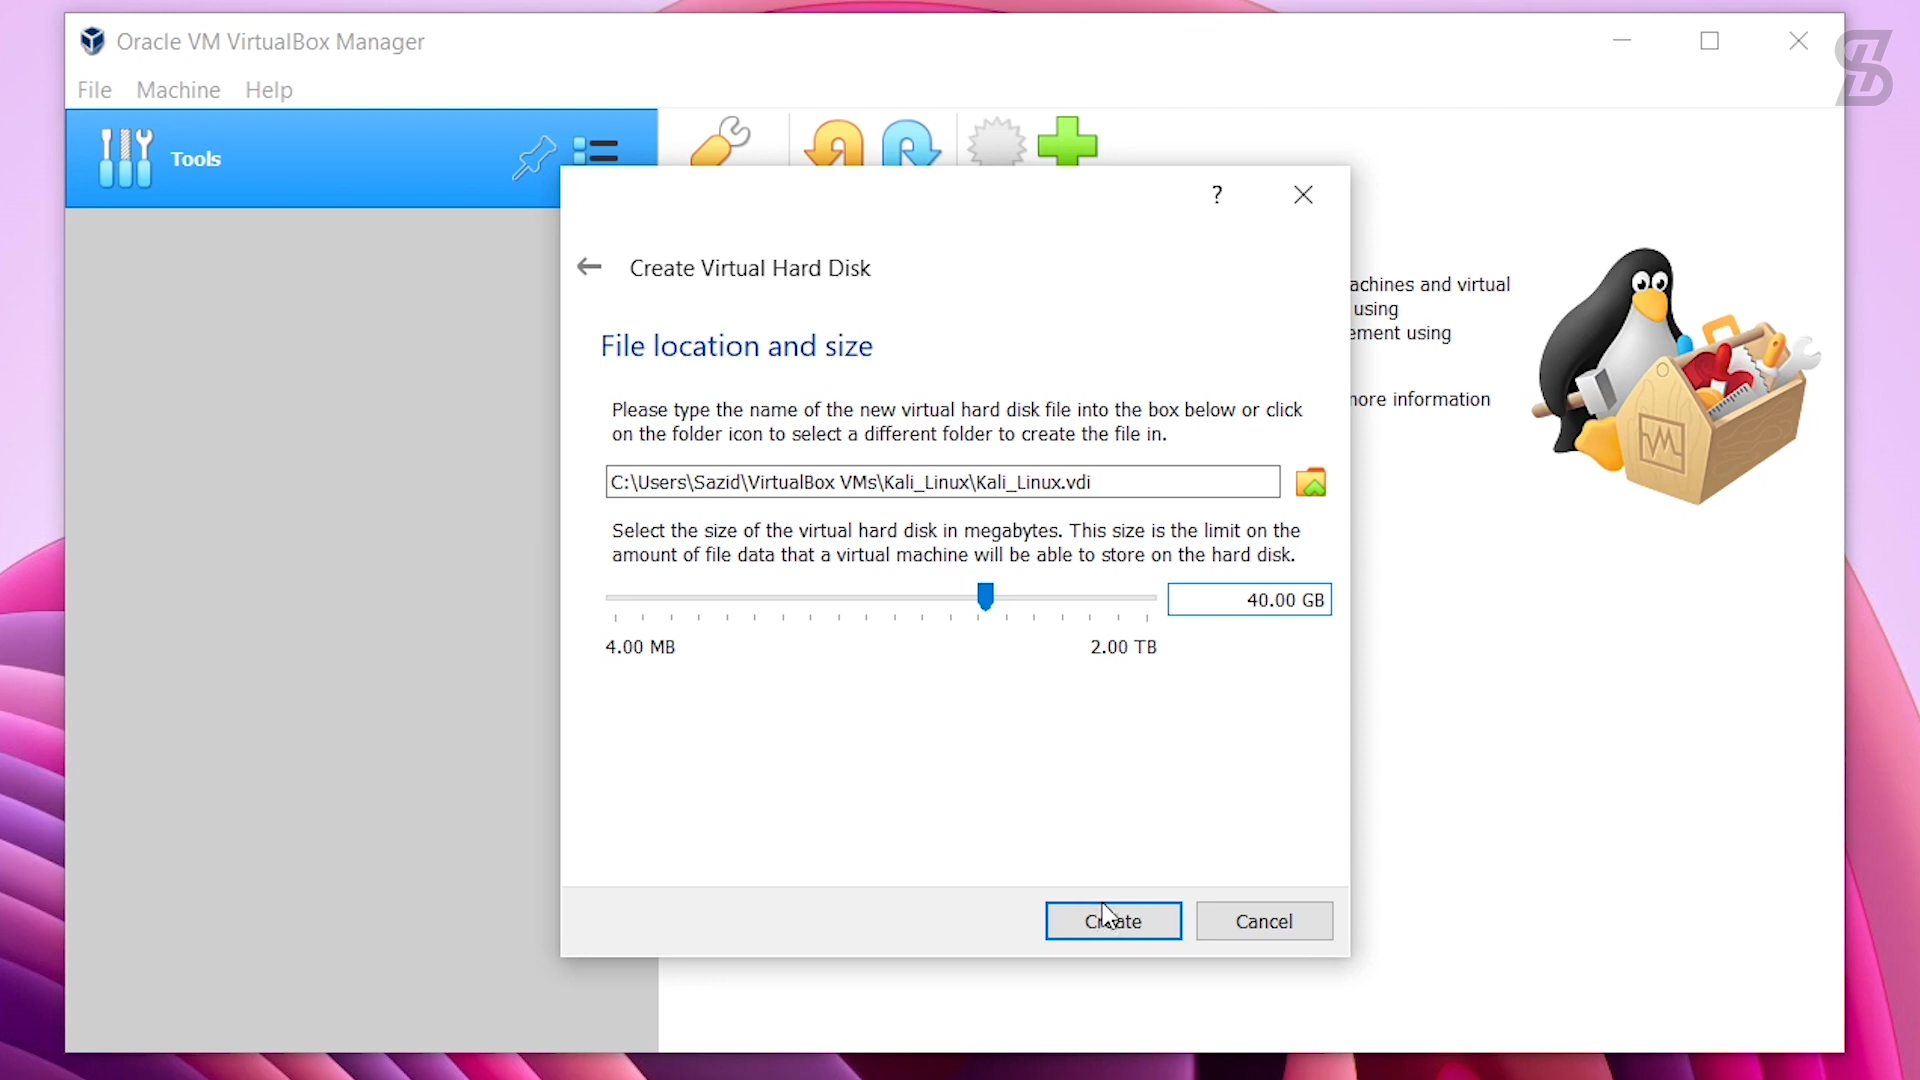 Oracle VM VirtualBox Manager
File Machine Help
Tools
?
Create Virtual Hard Disk
File location and size
Please type the name of the new virtual hard disk file into the box below or click
on the folder icon to select a different folder to create the file in.
C:\Users\Sazid\VirtualBox VMs\Kali_Linux\Kali_Linux.vdi
Select the size of the virtual hard disk in megabytes. This size is the limit on the
amount of file data that a virtual machine will be able to store on the hard disk.
40.00 GB
4.00 MB
2.00 TB
Create
Cancel
achines and virtual
using
ement using
more information